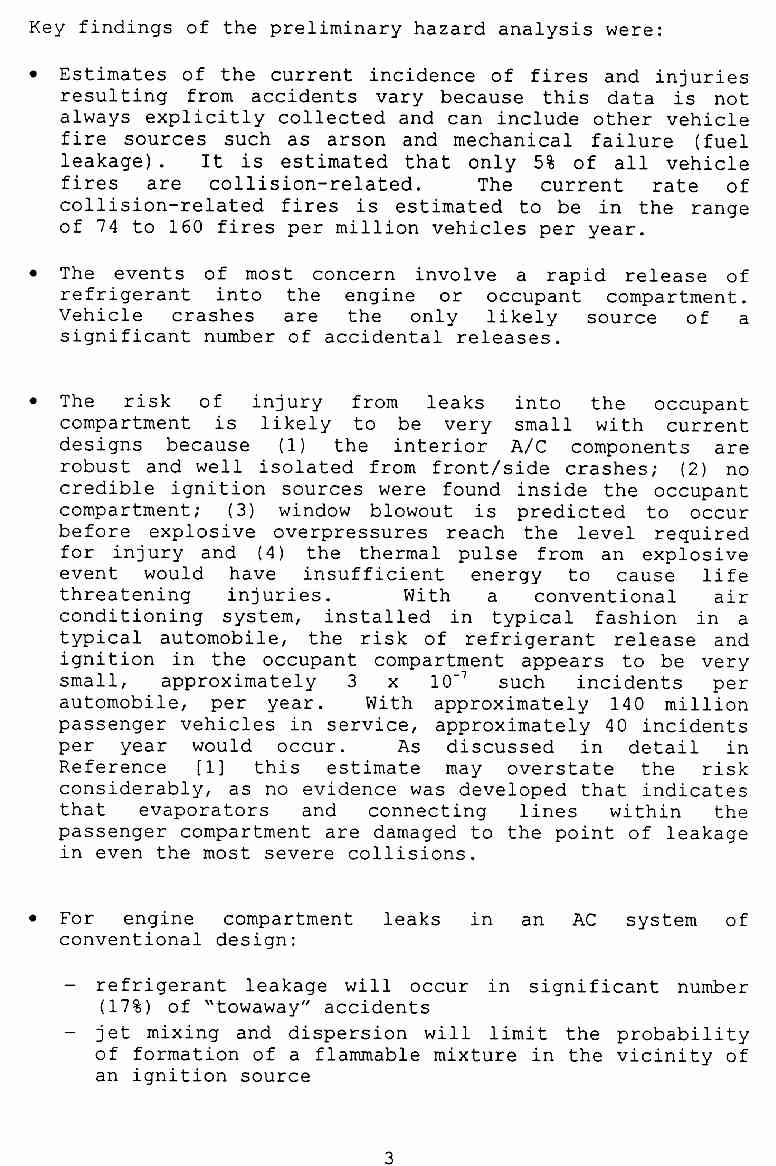 Key findings of the preliminary hazard analysis were:
• Estimates of the current incidence of fires and injuries
resulting from accidents vary because this data is not
always explicitly collected and can include other vehicle
fire sources such as arson and mechanical failure (fuel
leakage). It is estimated that only 5% of all vehicle
fires are collision-related. The current rate of
collision-related fires is estimated to be in the range
of 74 to 160 fires per million vehicles per year.
• The events of most concern involve a rapid release of
refrigerant into the engine or occupant compartment.
Vehicle crashes are the only likely source of a
significant number of accidental releases.
• The risk of injury from leaks into the occupant
compartment is likely to be very small with current
designs because (1) the interior A/C components are
robust and well isolated from front/side crashes; (2) no
credible ignition sources were found inside the occupant
compartment; (3) window blowout is predicted to occur
before explosive overpressures reach the level required
for injury and (4) the thermal pulse from an explosive
event would have insufficient energy to cause life
threatening injuries. With a conventional air
conditioning system, installed in typical fashion in a
typical automobile, the risk of refrigerant release and
ignition in the occupant compartment appears to be very
small, approximately 3 x 10⁻⁷ such incidents per
automobile, per year. With approximately 140 million
passenger vehicles in service, approximately 40 incidents
per year would occur. As discussed in detail in
Reference [1] this estimate may overstate the risk
considerably, as no evidence was developed that indicates
that evaporators and connecting lines within the
passenger compartment are damaged to the point of leakage
in even the most severe collisions.
• For engine compartment leaks in an AC system of
conventional design:
– refrigerant leakage will occur in significant number
(17%) of "towaway" accidents
– jet mixing and dispersion will limit the probability
of formation of a flammable mixture in the vicinity of
an ignition source
3